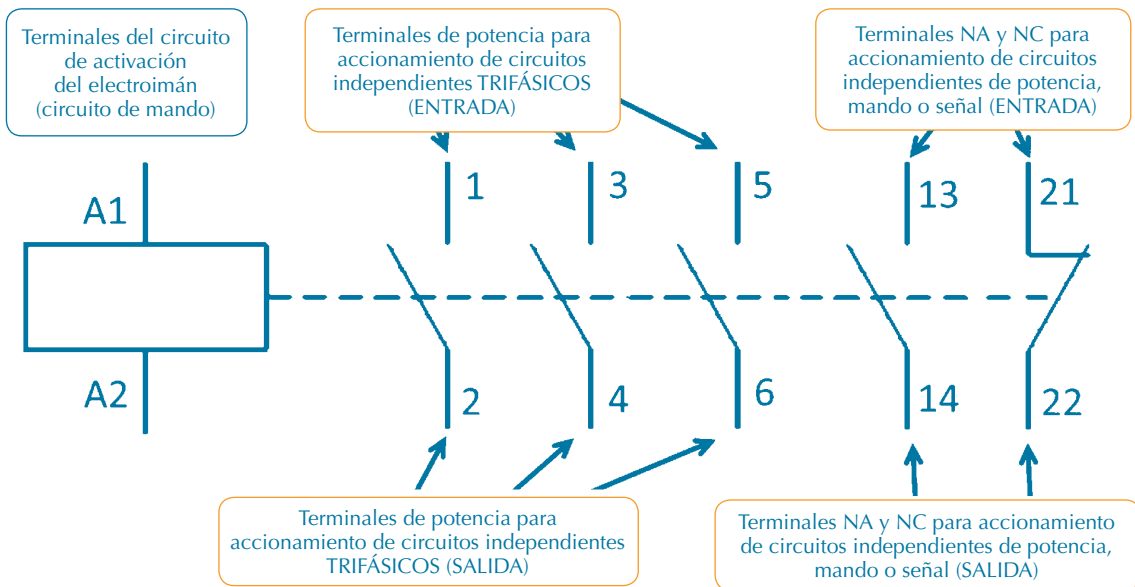 Terminales del circuito
de activación
del electroimán
(circuito de mando)
Terminales de potencia para
accionamiento de circuitos
independientes TRIFÁSICOS
(ENTRADA)
Terminales NA y NC para
accionamiento de circuitos
independientes de potencia,
mando o señal (ENTRADA)
A1
1
3
5
13
21
A2
2
4
6
14
22
Terminales de potencia para
accionamiento de circuitos independientes
TRIFÁSICOS (SALIDA)
Terminales NA y NC para accionamiento
de circuitos independientes de potencia,
mando o señal (SALIDA)